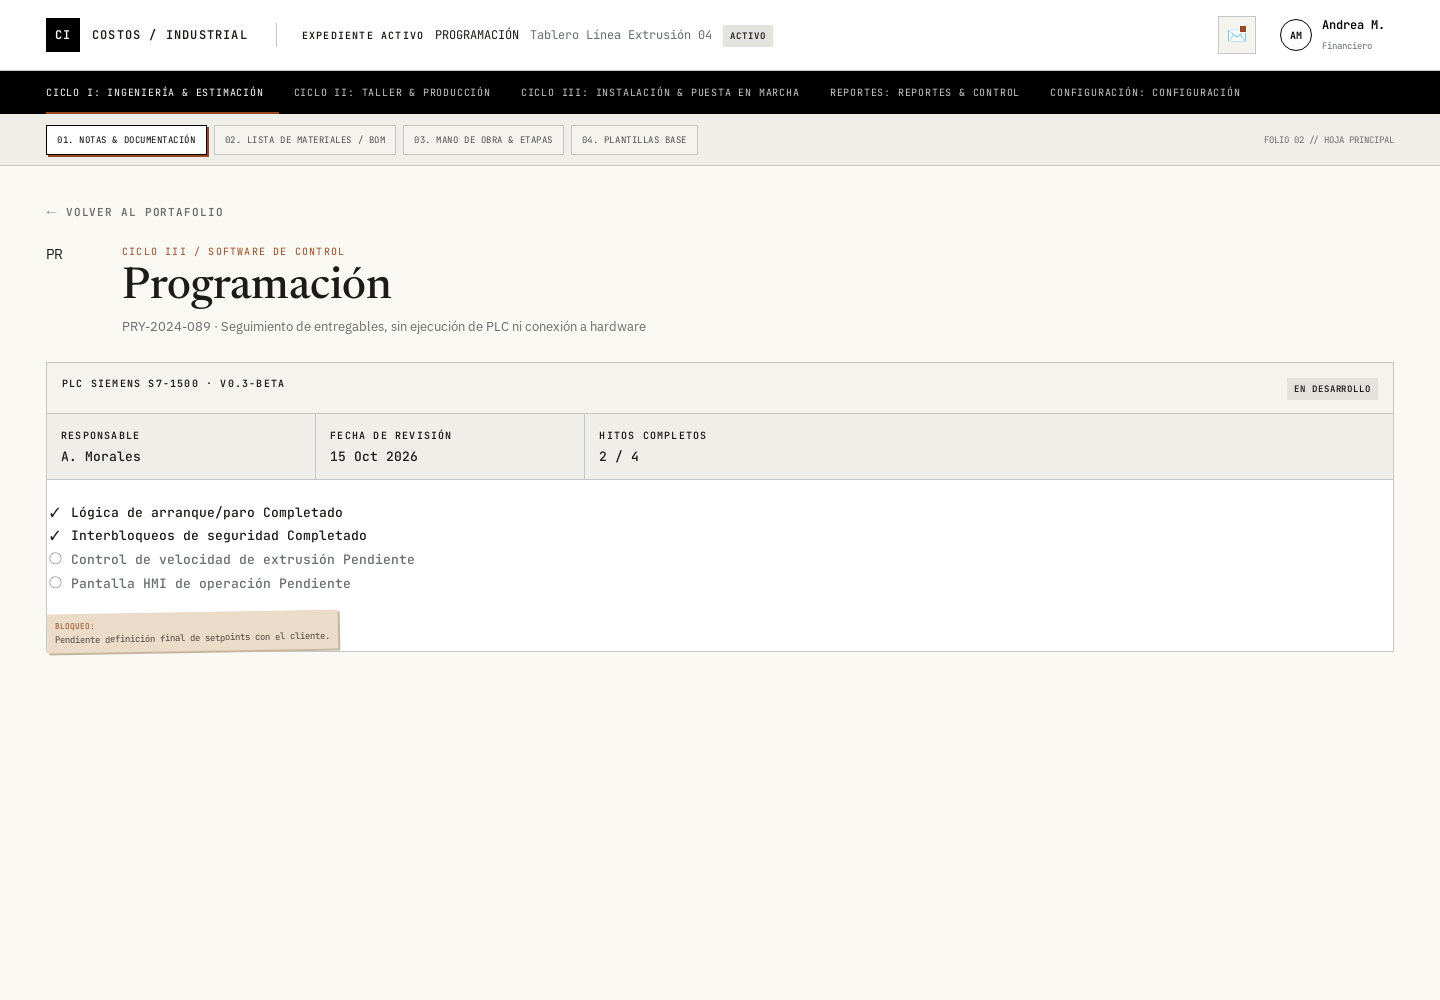 CI COSTOS / INDUSTRIAL EXPEDIENTE ACTIVO PROGRAMACIÓN Tablero Línea Extrusión 04 ACTIVO
AM Andrea M.
Financiero
CICLO I: INGENIERÍA & ESTIMACIÓN CICLO II: TALLER & PRODUCCIÓN CICLO III: INSTALACIÓN & PUESTA EN MARCHA REPORTES: REPORTES & CONTROL CONFIGURACIÓN: CONFIGURACIÓN
01. NOTAS & DOCUMENTACIÓN 02. LISTA DE MATERIALES / BOM 03. MANO DE OBRA & ETAPAS 04. PLANTILLAS BASE FOLIO 02 // HOJA PRINCIPAL
← VOLVER AL PORTAFOLIO
PR CICLO III / SOFTWARE DE CONTROL
Programación
PRY-2024-089 · Seguimiento de entregables, sin ejecución de PLC ni conexión a hardware
PLC SIEMENS S7-1500 · V0.3-BETA EN DESARROLLO
RESPONSABLE FECHA DE REVISIÓN HITOS COMPLETOS
A. Morales 15 Oct 2026 2 / 4
✓ Lógica de arranque/paro Completado
✓ Interbloqueos de seguridad Completado
○ Control de velocidad de extrusión Pendiente
○ Pantalla HMI de operación Pendiente
BLOQUEO:
Pendiente definición final de setpoints con el cliente.